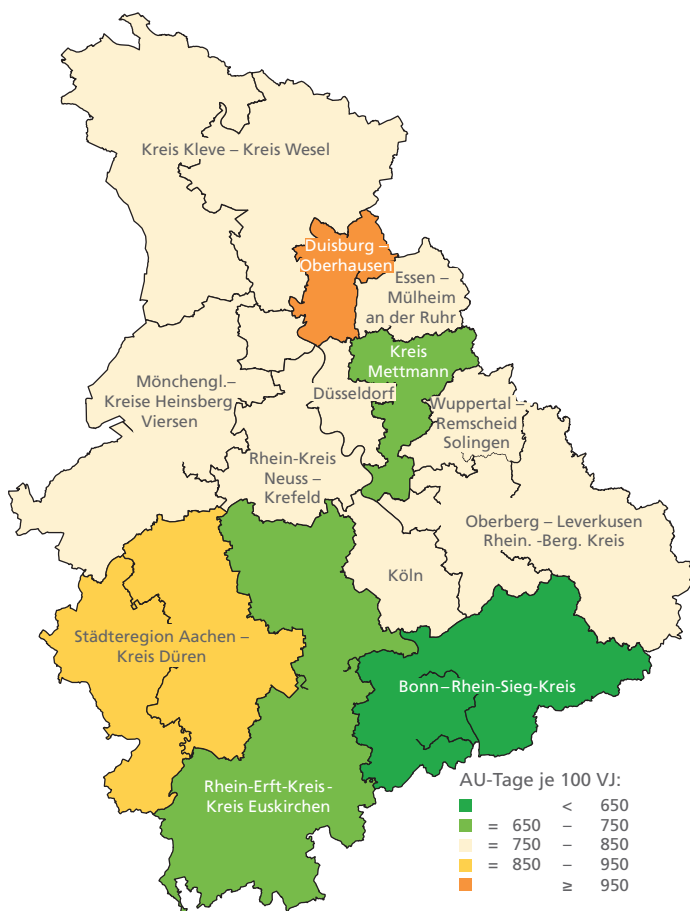 Kreis Kleve – Kreis Wesel
Duisburg –
Oberhausen
Essen –
Mülheim
an der Ruhr
Kreis
Mettmann
Mönchengl.–
Kreise Heinsberg
Viersen
Düsseldorf
Wuppertal –
Remscheid
Solingen
Rhein-Kreis
Neuss –
Krefeld
Oberberg – Leverkusen
Rhein. -Berg. Kreis
Köln
Städteregion Aachen –
Kreis Düren
Bonn – Rhein-Sieg-Kreis
Rhein-Erft-Kreis-
Kreis Euskirchen
AU-Tage je 100 VJ:
< 650
= 650 – 750
= 750 – 850
= 850 – 950
≥ 950